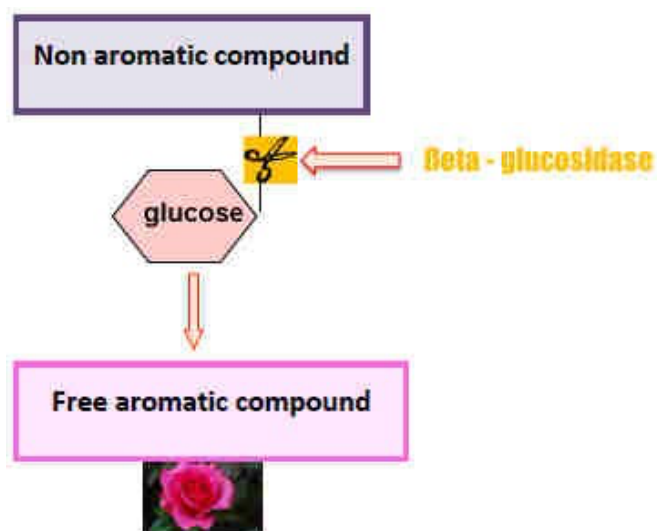 Non aromatic compound
Beta - glucosidase
glucose
Free aromatic compound